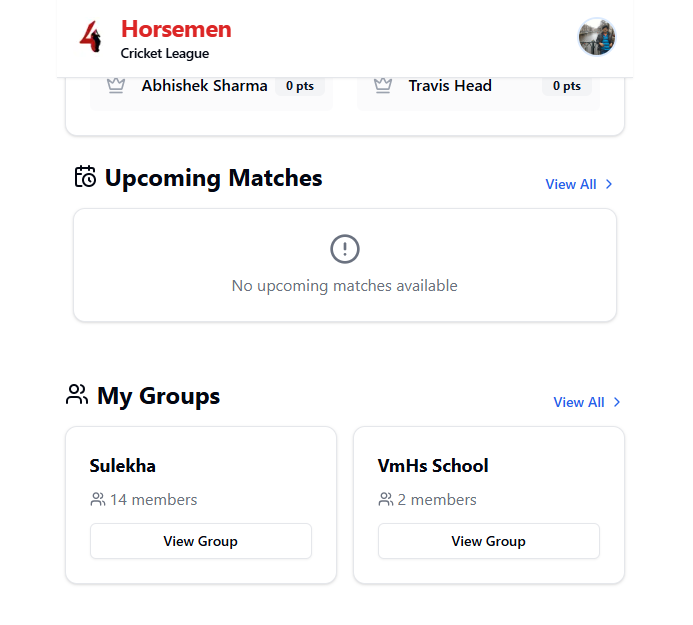 4 Horsemen
Cricket League
Abhishek Sharma 0 pts Travis Head 0 pts
Upcoming Matches View All
No upcoming matches available
My Groups View All
Sulekha VmHs School
14 members 2 members
View Group View Group